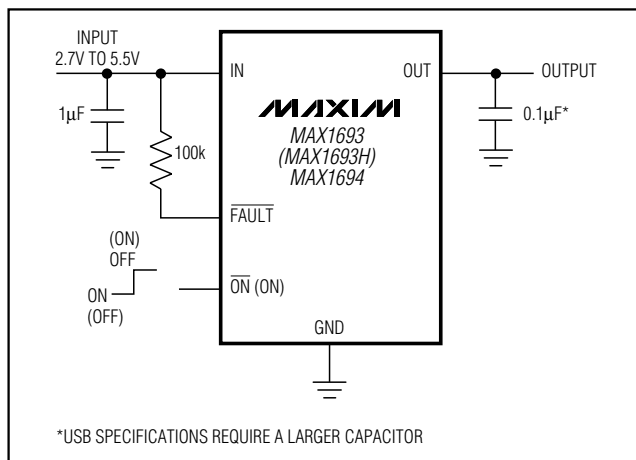 INPUT
2.7V TO 5.5V
IN
OUT
OUTPUT
1μF
0.1μF*
MAXIM
MAX1693
(MAX1693H)
MAX1694
100k
FAULT
(ON)
OFF
ON
(OFF)
ON (ON)
GND
*USB SPECIFICATIONS REQUIRE A LARGER CAPACITOR